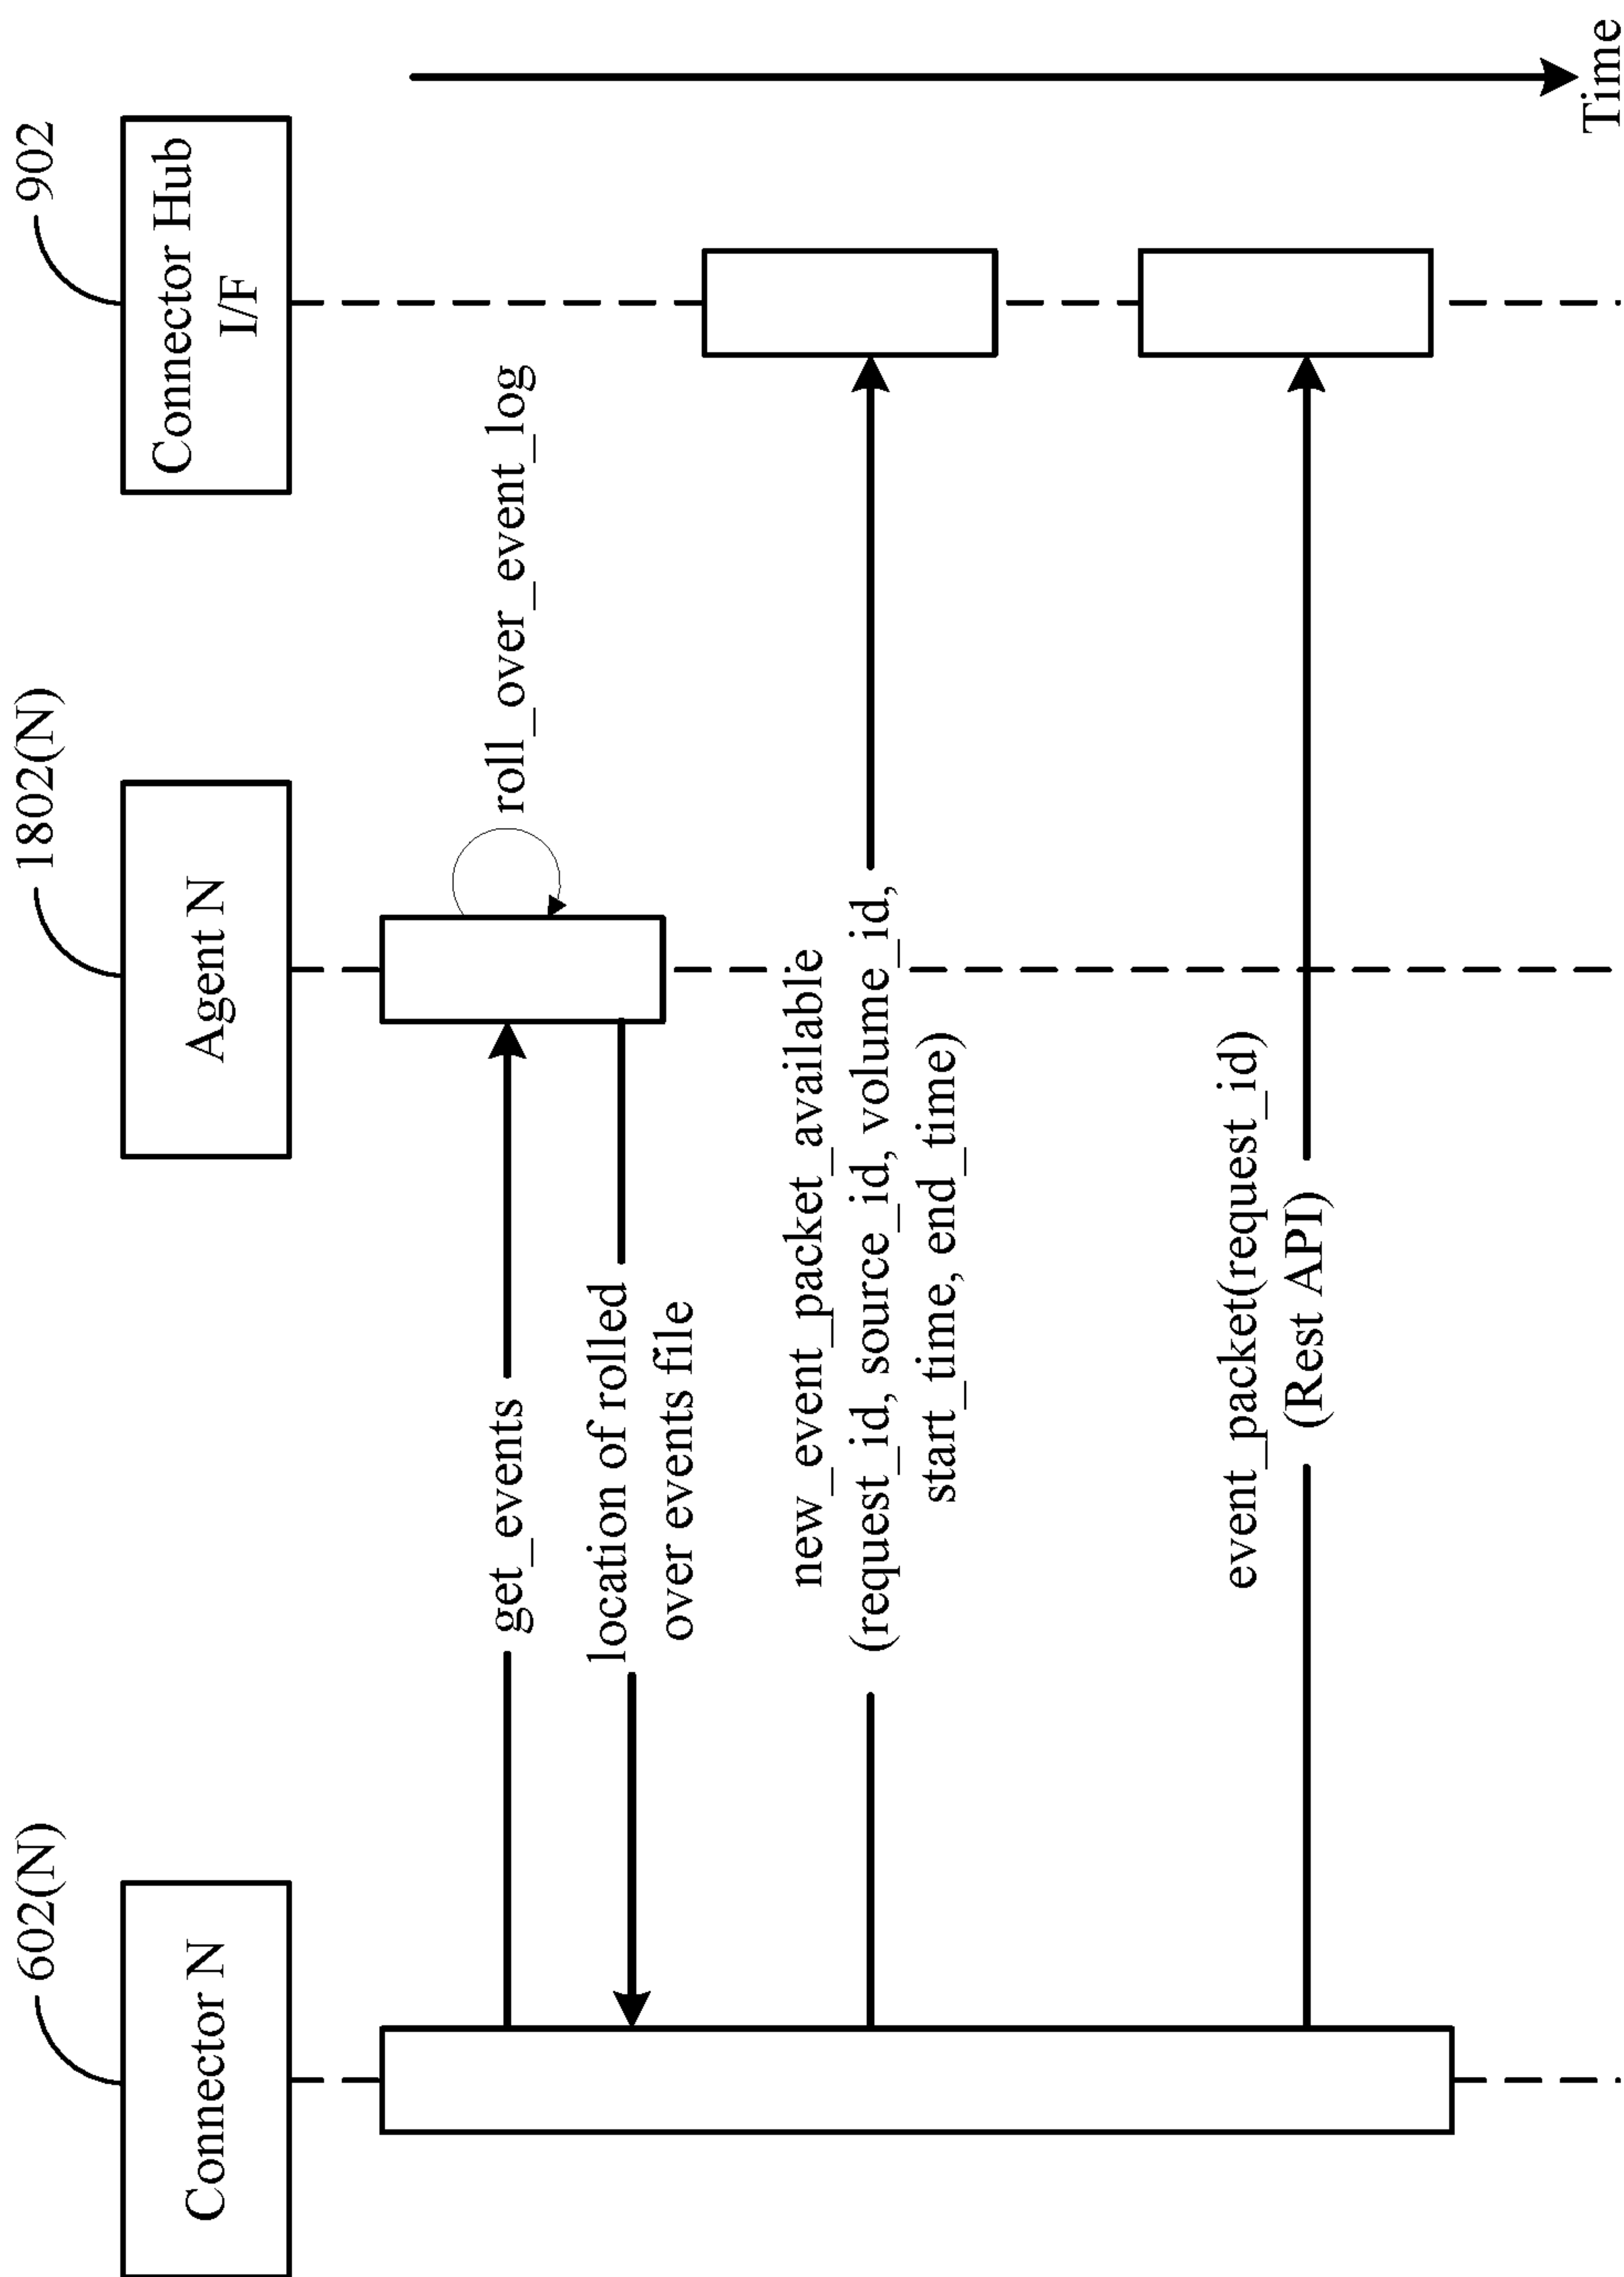 602(N)
1802(N)
902
Connector N
Agent N
Connector Hub
I/F
get_events
roll_over_event_log
location of rolled
over events file
new_event_packet_available
(request_id, source_id, volume_id,
start_time, end_time)
event_packet(request_id)
(Rest API)
Time